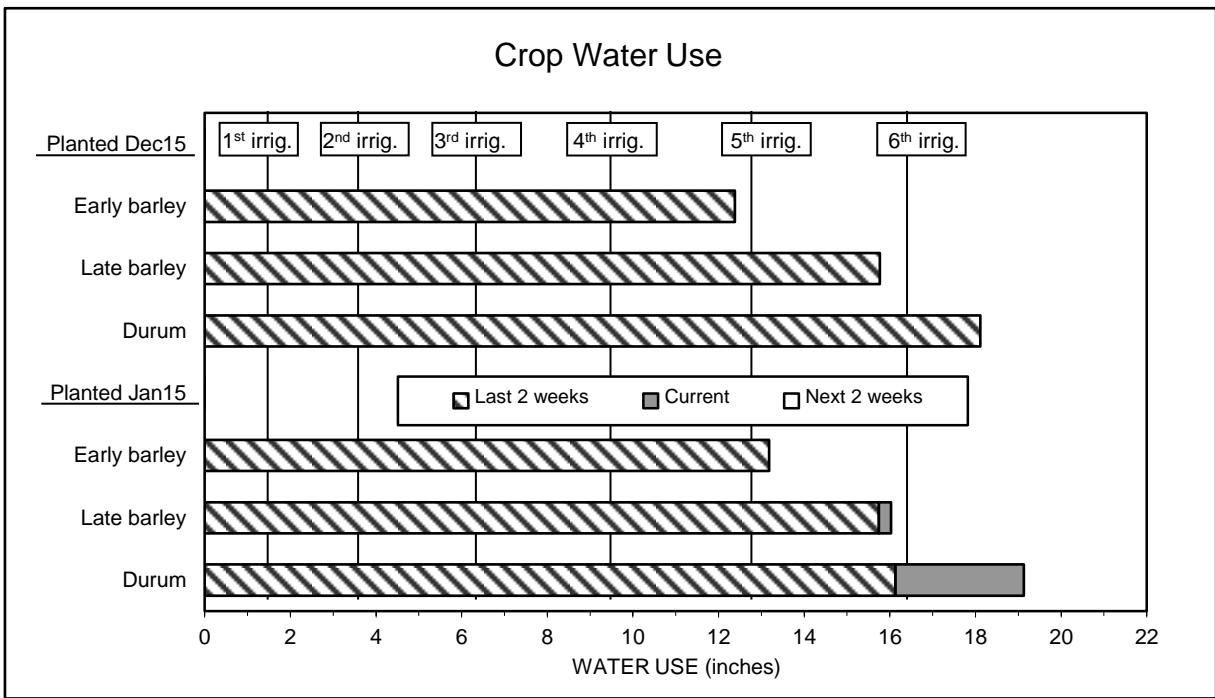 Crop Water Use
Planted Dec15
1st irrig. 2nd irrig. 3rd irrig. 4th irrig. 5th irrig. 6th irrig.
Early barley
Late barley
Durum
Planted Jan15
Last 2 weeks Current Next 2 weeks
Early barley
Late barley
Durum
0 2 4 6 8 10 12 14 16 18 20 22
WATER USE (inches)